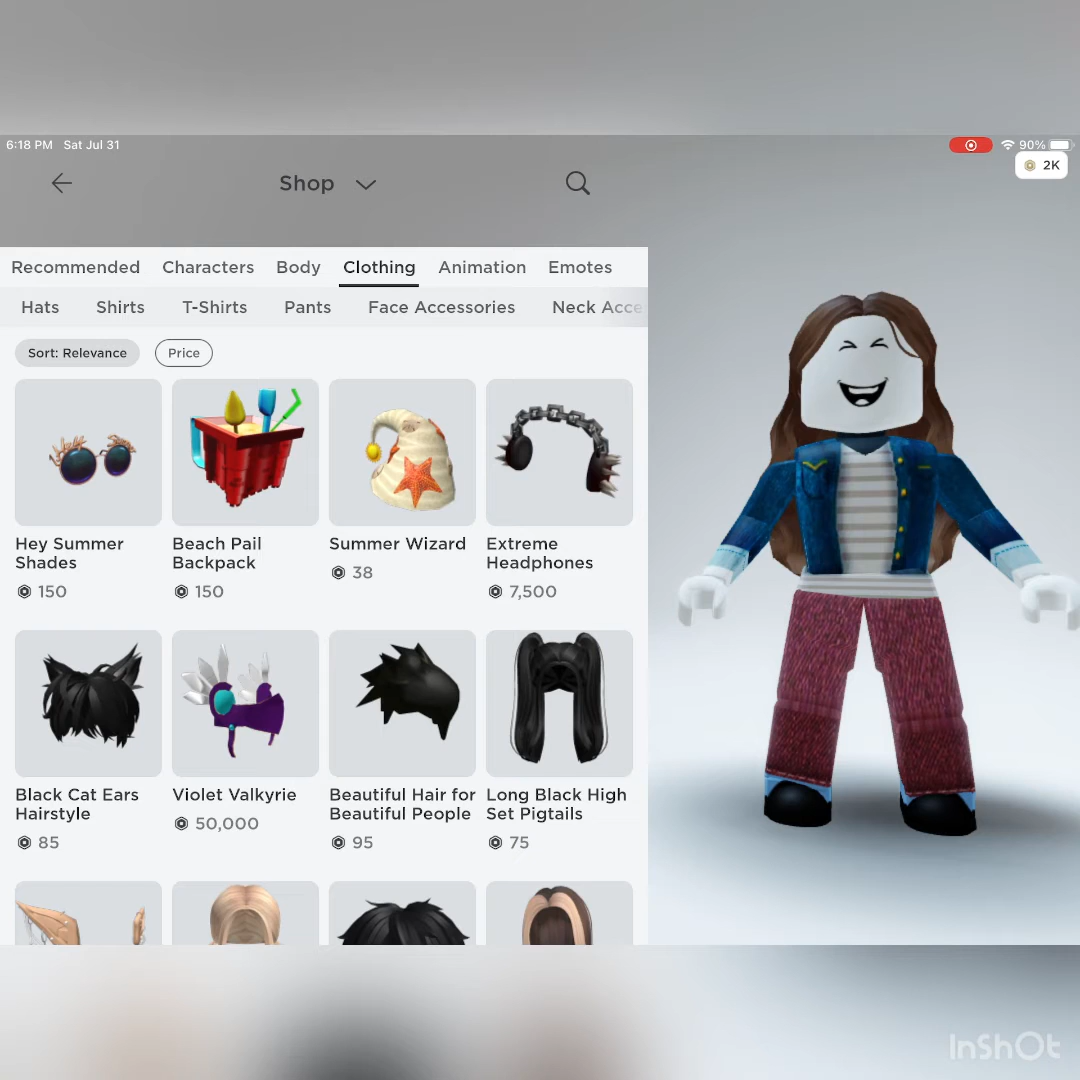 6:18 PM Sat Jul 31
90%
2K
Shop
Recommended Characters Body Clothing Animation Emotes
Hats Shirts T-Shirts Pants Face Accessories Neck Acce
Sort: Relevance Price
Hey Summer
Shades
150
Beach Pail
Backpack
150
Summer Wizard
38
Extreme
Headphones
7,500
Black Cat Ears
Hairstyle
85
Violet Valkyrie
50,000
Beautiful Hair for
Beautiful People
95
Long Black High
Set Pigtails
75
InShOt